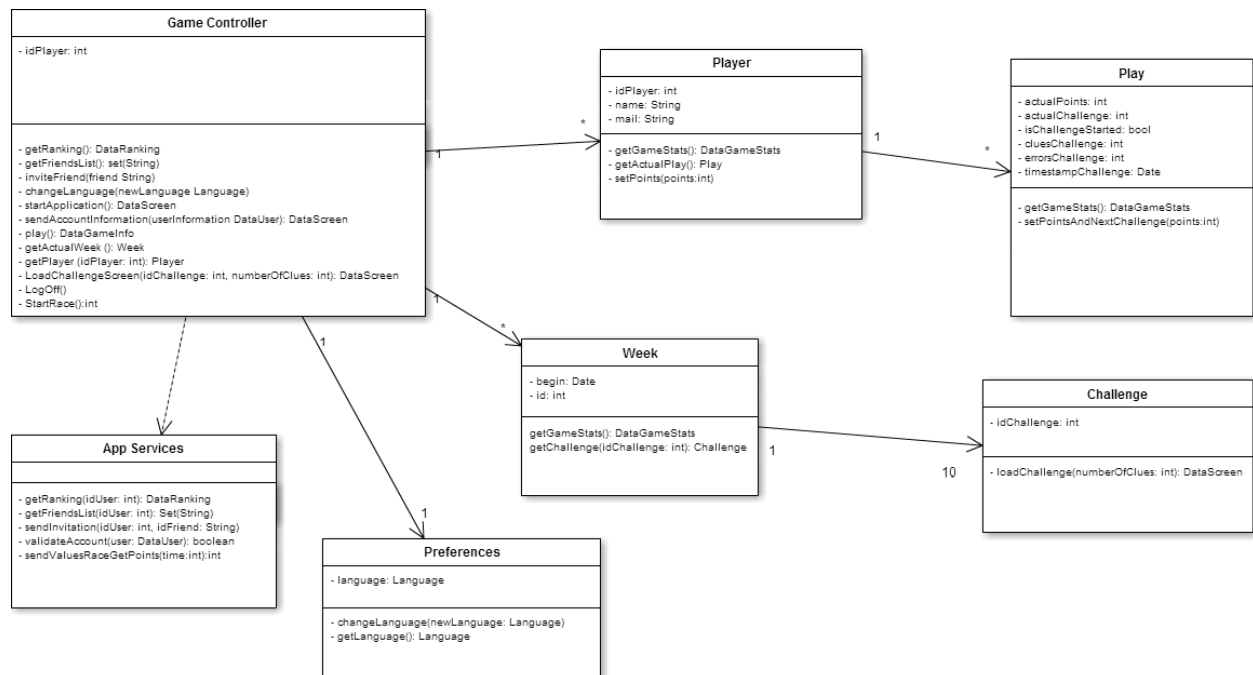 Game Controller
- idPlayer: int
- getRanking(): DataRanking
- getFriendsList(): set(String)
- inviteFriend(friend String)
- changeLanguage(newLanguage Language)
- startApplication(): DataScreen
- sendAccountInformation(userInformation DataUser): DataScreen
- play(): DataGameInfo
- getActualWeek (): Week
- getPlayer (idPlayer: int): Player
- LoadChallengeScreen(idChallenge: int, numberOfClues: int): DataScreen
- LogOff()
- StartRace():int
1
*
Player
- idPlayer: int
- name: String
- mail: String
- getGameStats(): DataGameStats
- getActualPlay(): Play
- setPoints(points:int)
1
*
Play
- actualPoints: int
- actualChallenge: int
- isChallengeStarted: bool
- cluesChallenge: int
- errorsChallenge: int
- timestampChallenge: Date
- getGameStats(): DataGameStats
- setPointsAndNextChallenge(points:int)
1
*
Week
- begin: Date
- id: int
getGameStats(): DataGameStats
getChallenge(idChallenge: int): Challenge
1
10
Challenge
- idChallenge: int
- loadChallenge(numberOfClues: int): DataScreen
App Services
- getRanking(idUser: int): DataRanking
- getFriendsList(idUser: int): Set(String)
- sendInvitation(idUser: int, idFriend: String)
- validateAccount(user: DataUser): boolean
- sendValuesRaceGetPoints(time:int):int
1
1
Preferences
- language: Language
- changeLanguage(newLanguage: Language)
- getLanguage(): Language